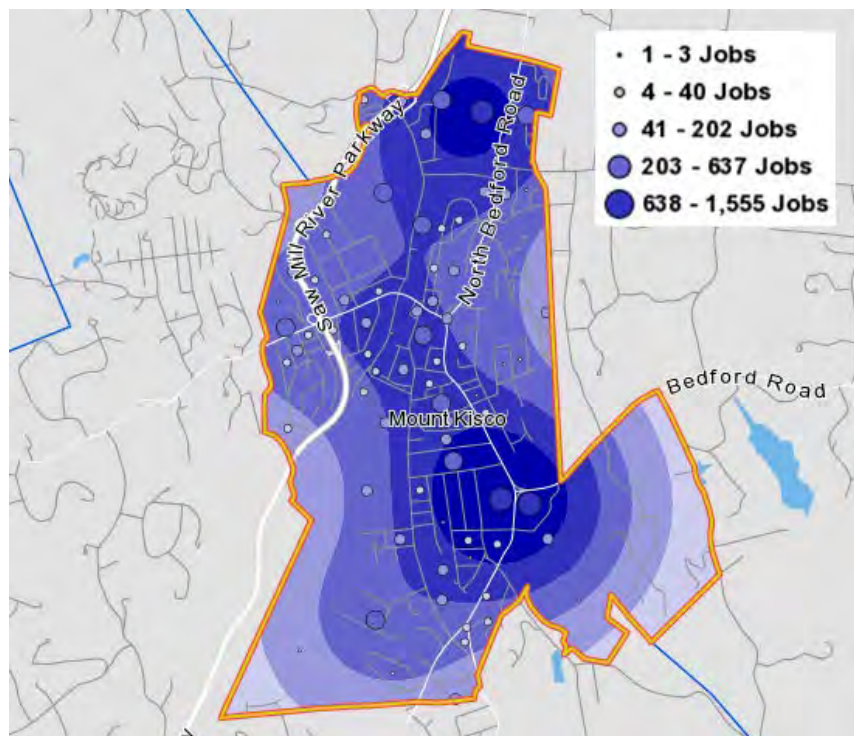 1 - 3 Jobs
4 - 40 Jobs
41 - 202 Jobs
203 - 637 Jobs
638 - 1,555 Jobs
Saw Mill River Parkway
North Bedford Road
Bedford Road
Mount Kisco